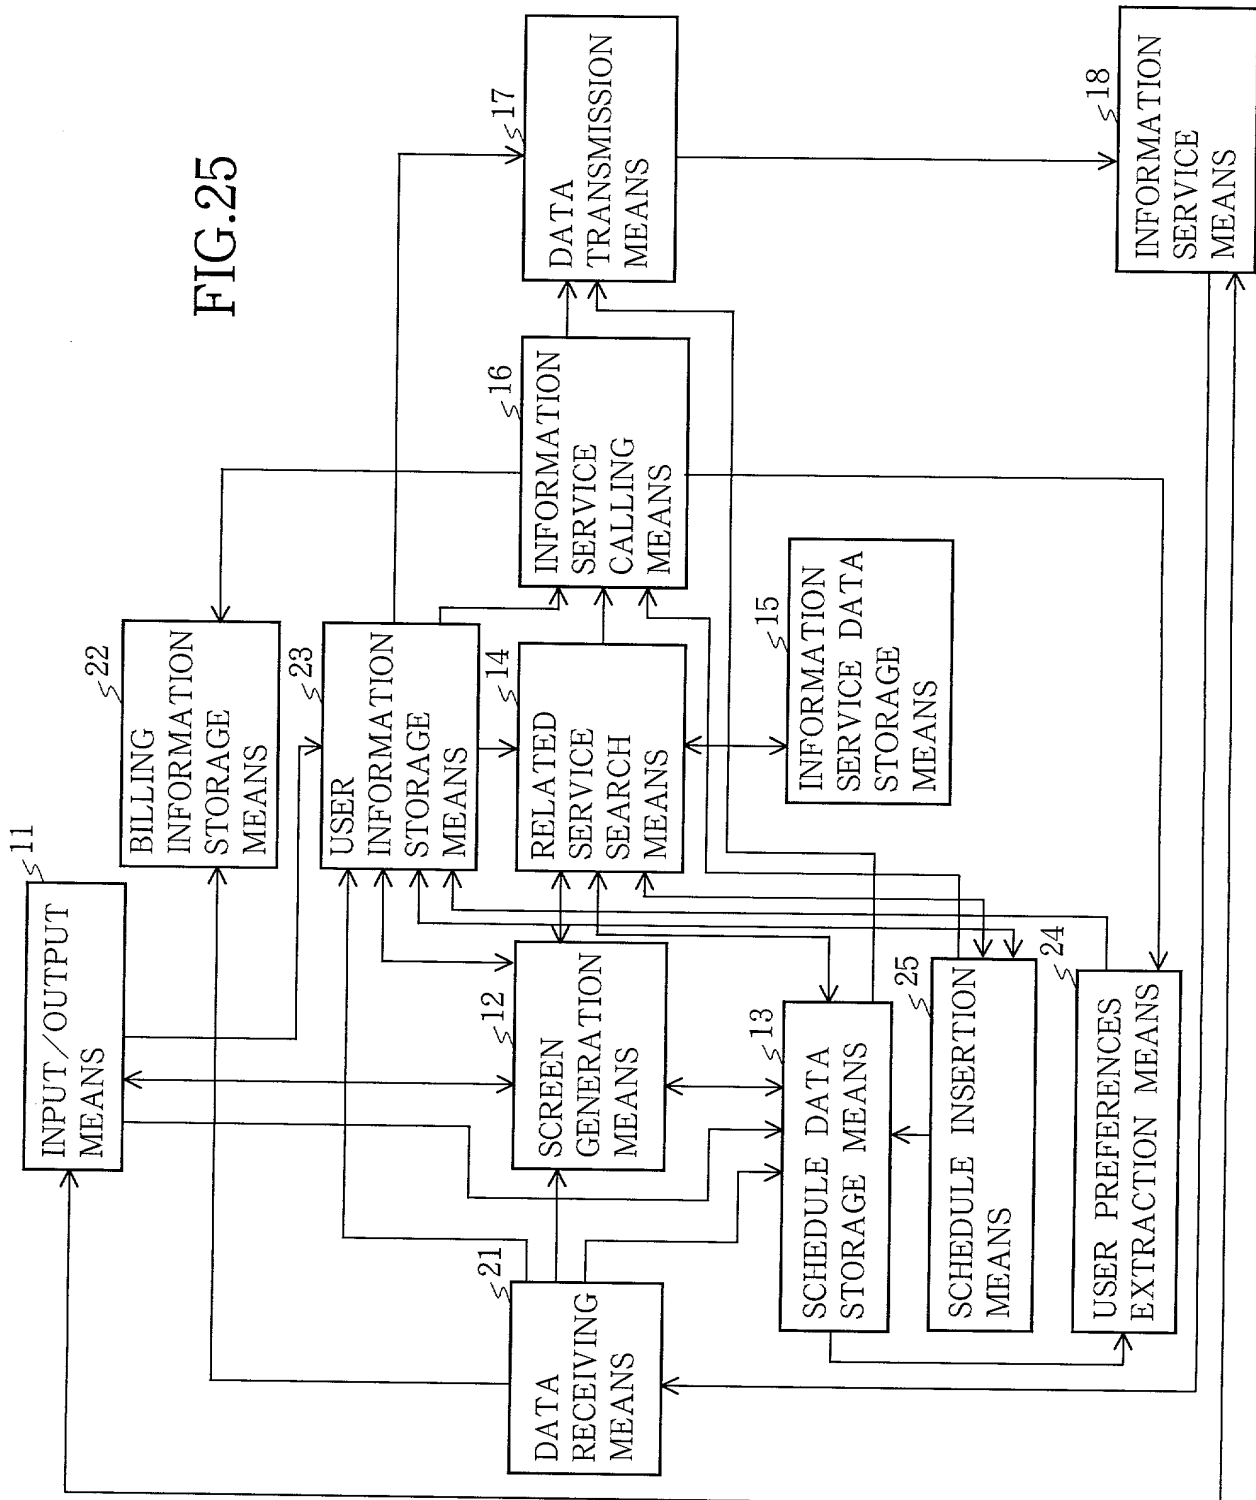 FIG.25
11
INPUT/OUTPUT
MEANS
22
BILLING
INFORMATION
STORAGE
MEANS
23
USER
INFORMATION
STORAGE
MEANS
21
DATA
RECEIVING
MEANS
12
SCREEN
GENERATION
MEANS
14
RELATED
SERVICE
SEARCH
MEANS
16
INFORMATION
SERVICE
CALLING
MEANS
17
DATA
TRANSMISSION
MEANS
13
SCHEDULE DATA
STORAGE MEANS
15
INFORMATION
SERVICE DATA
STORAGE
MEANS
25
SCHEDULE INSERTION
MEANS
24
USER PREFERENCES
EXTRACTION MEANS
18
INFORMATION
SERVICE
MEANS